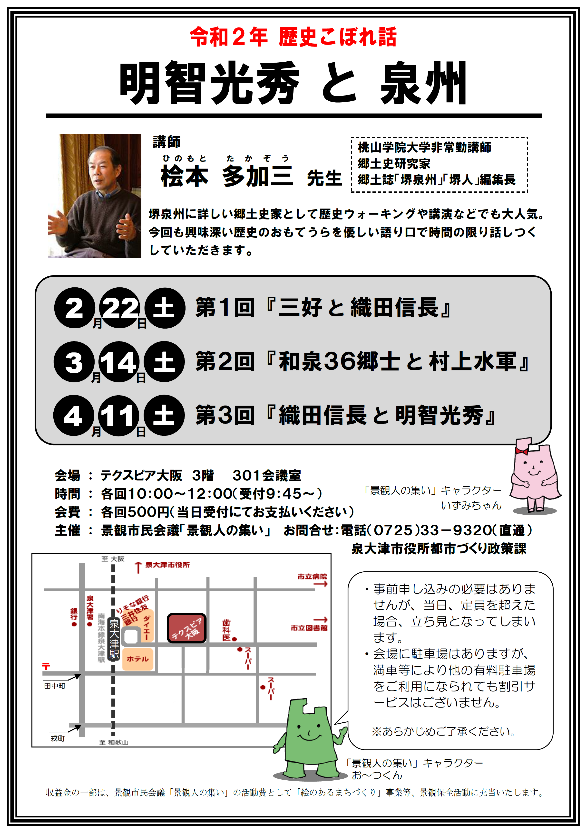 令和２年 歴史こぼれ話
明智光秀 と 泉州
講師
ひのもと たかぞう
桧本 多加三 先生
桃山学院大学非常勤講師
郷土史研究家
郷土誌「堺泉州」「堺人」編集長
堺泉州に詳しい郷土史家として歴史ウォーキングや講演などでも大人気。
今回も興味深い歴史のおもてうらを優しい語り口で時間の限り話しつく
していただきます。
2月22日土 第1回『三好と織田信長』
3月14日土 第2回『和泉36郷士と村上水軍』
4月11日土 第3回『織田信長と明智光秀』
会場 ： テクスピア大阪 3階 301会議室
時間 ： 各回10:00～12:00(受付9:45～)
会費 ： 各回500円(当日受付にてお支払いください)
主催 ： 景観市民会議「景観人の集い」 お問合せ:電話(0725)33－9320(直通)
泉大津市役所都市づくり政策課
「景観人の集い」キャラクター
いずみちゃん
至 大阪
泉大津市役所
市立病院
銀行
泉大津署
南海本線泉大津駅
泉大津駅
りそな銀行
三井住友
銀行
ダイエー
テクスピア
大阪
歯科医
市立図書館
スーパー
ホテル
スーパー
〒
田中町
戎町
至 和歌山
・事前申し込みの必要はありま
せんが、当日、定員を超えた
場合、立ち見となってしまい
ます。
・会場に駐車場はありますが、
満車等により他の有料駐車場
をご利用になられても割引サ
ービスはございません。
※あらかじめご了承ください。
「景観人の集い」キャラクター
お～つくん
収益金の一部は、景観市民会議「景観人の集い」の活動費として「絵のあるまちづくり」事業等、景観保全活動に充当いたします。